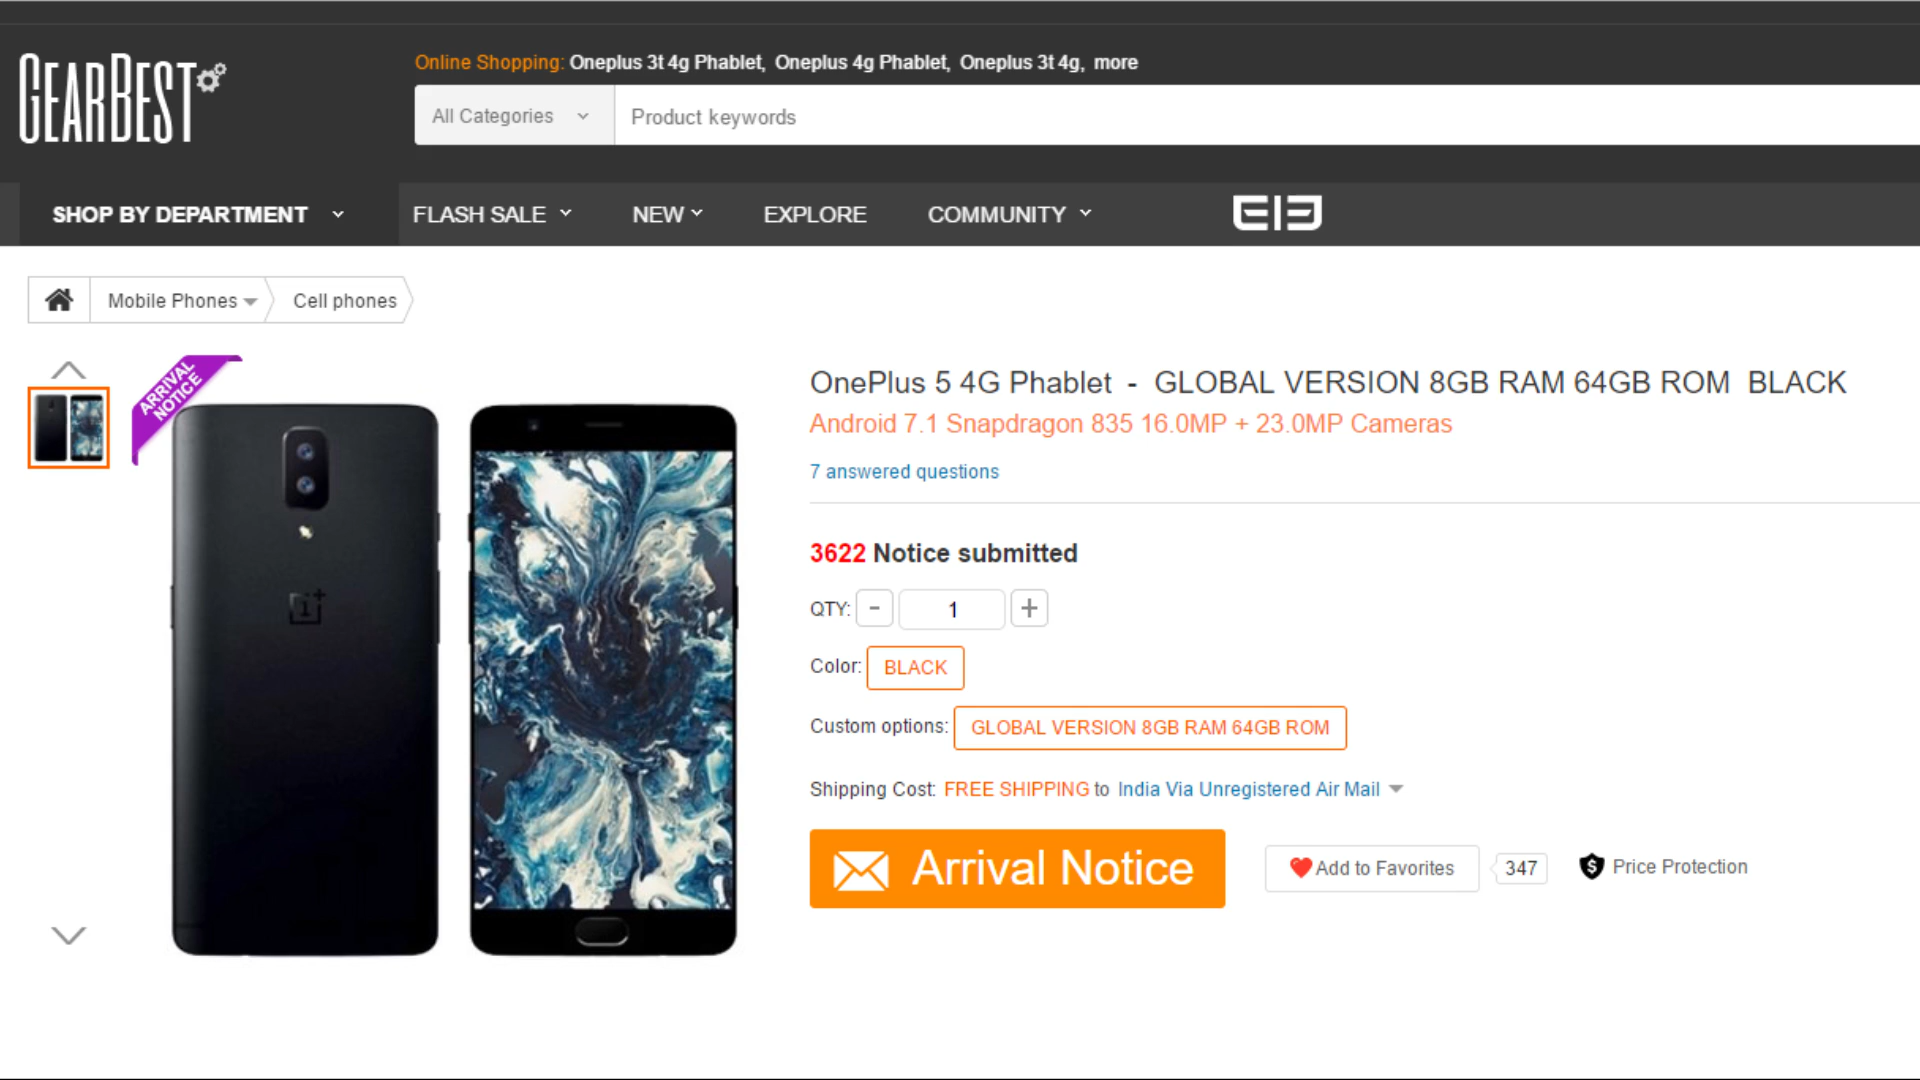 GEARBEST
Online Shopping: Oneplus 3t 4g Phablet, Oneplus 4g Phablet, Oneplus 3t 4g, more
All Categories
Product keywords
SHOP BY DEPARTMENT
FLASH SALE
NEW
EXPLORE
COMMUNITY
Mobile Phones
Cell phones
ARRIVAL
NOTICE
OnePlus 5 4G Phablet - GLOBAL VERSION 8GB RAM 64GB ROM BLACK
Android 7.1 Snapdragon 835 16.0MP + 23.0MP Cameras
7 answered questions
3622 Notice submitted
QTY: - 1 +
Color: BLACK
Custom options: GLOBAL VERSION 8GB RAM 64GB ROM
Shipping Cost: FREE SHIPPING to India Via Unregistered Air Mail
Arrival Notice
Add to Favorites
347
Price Protection